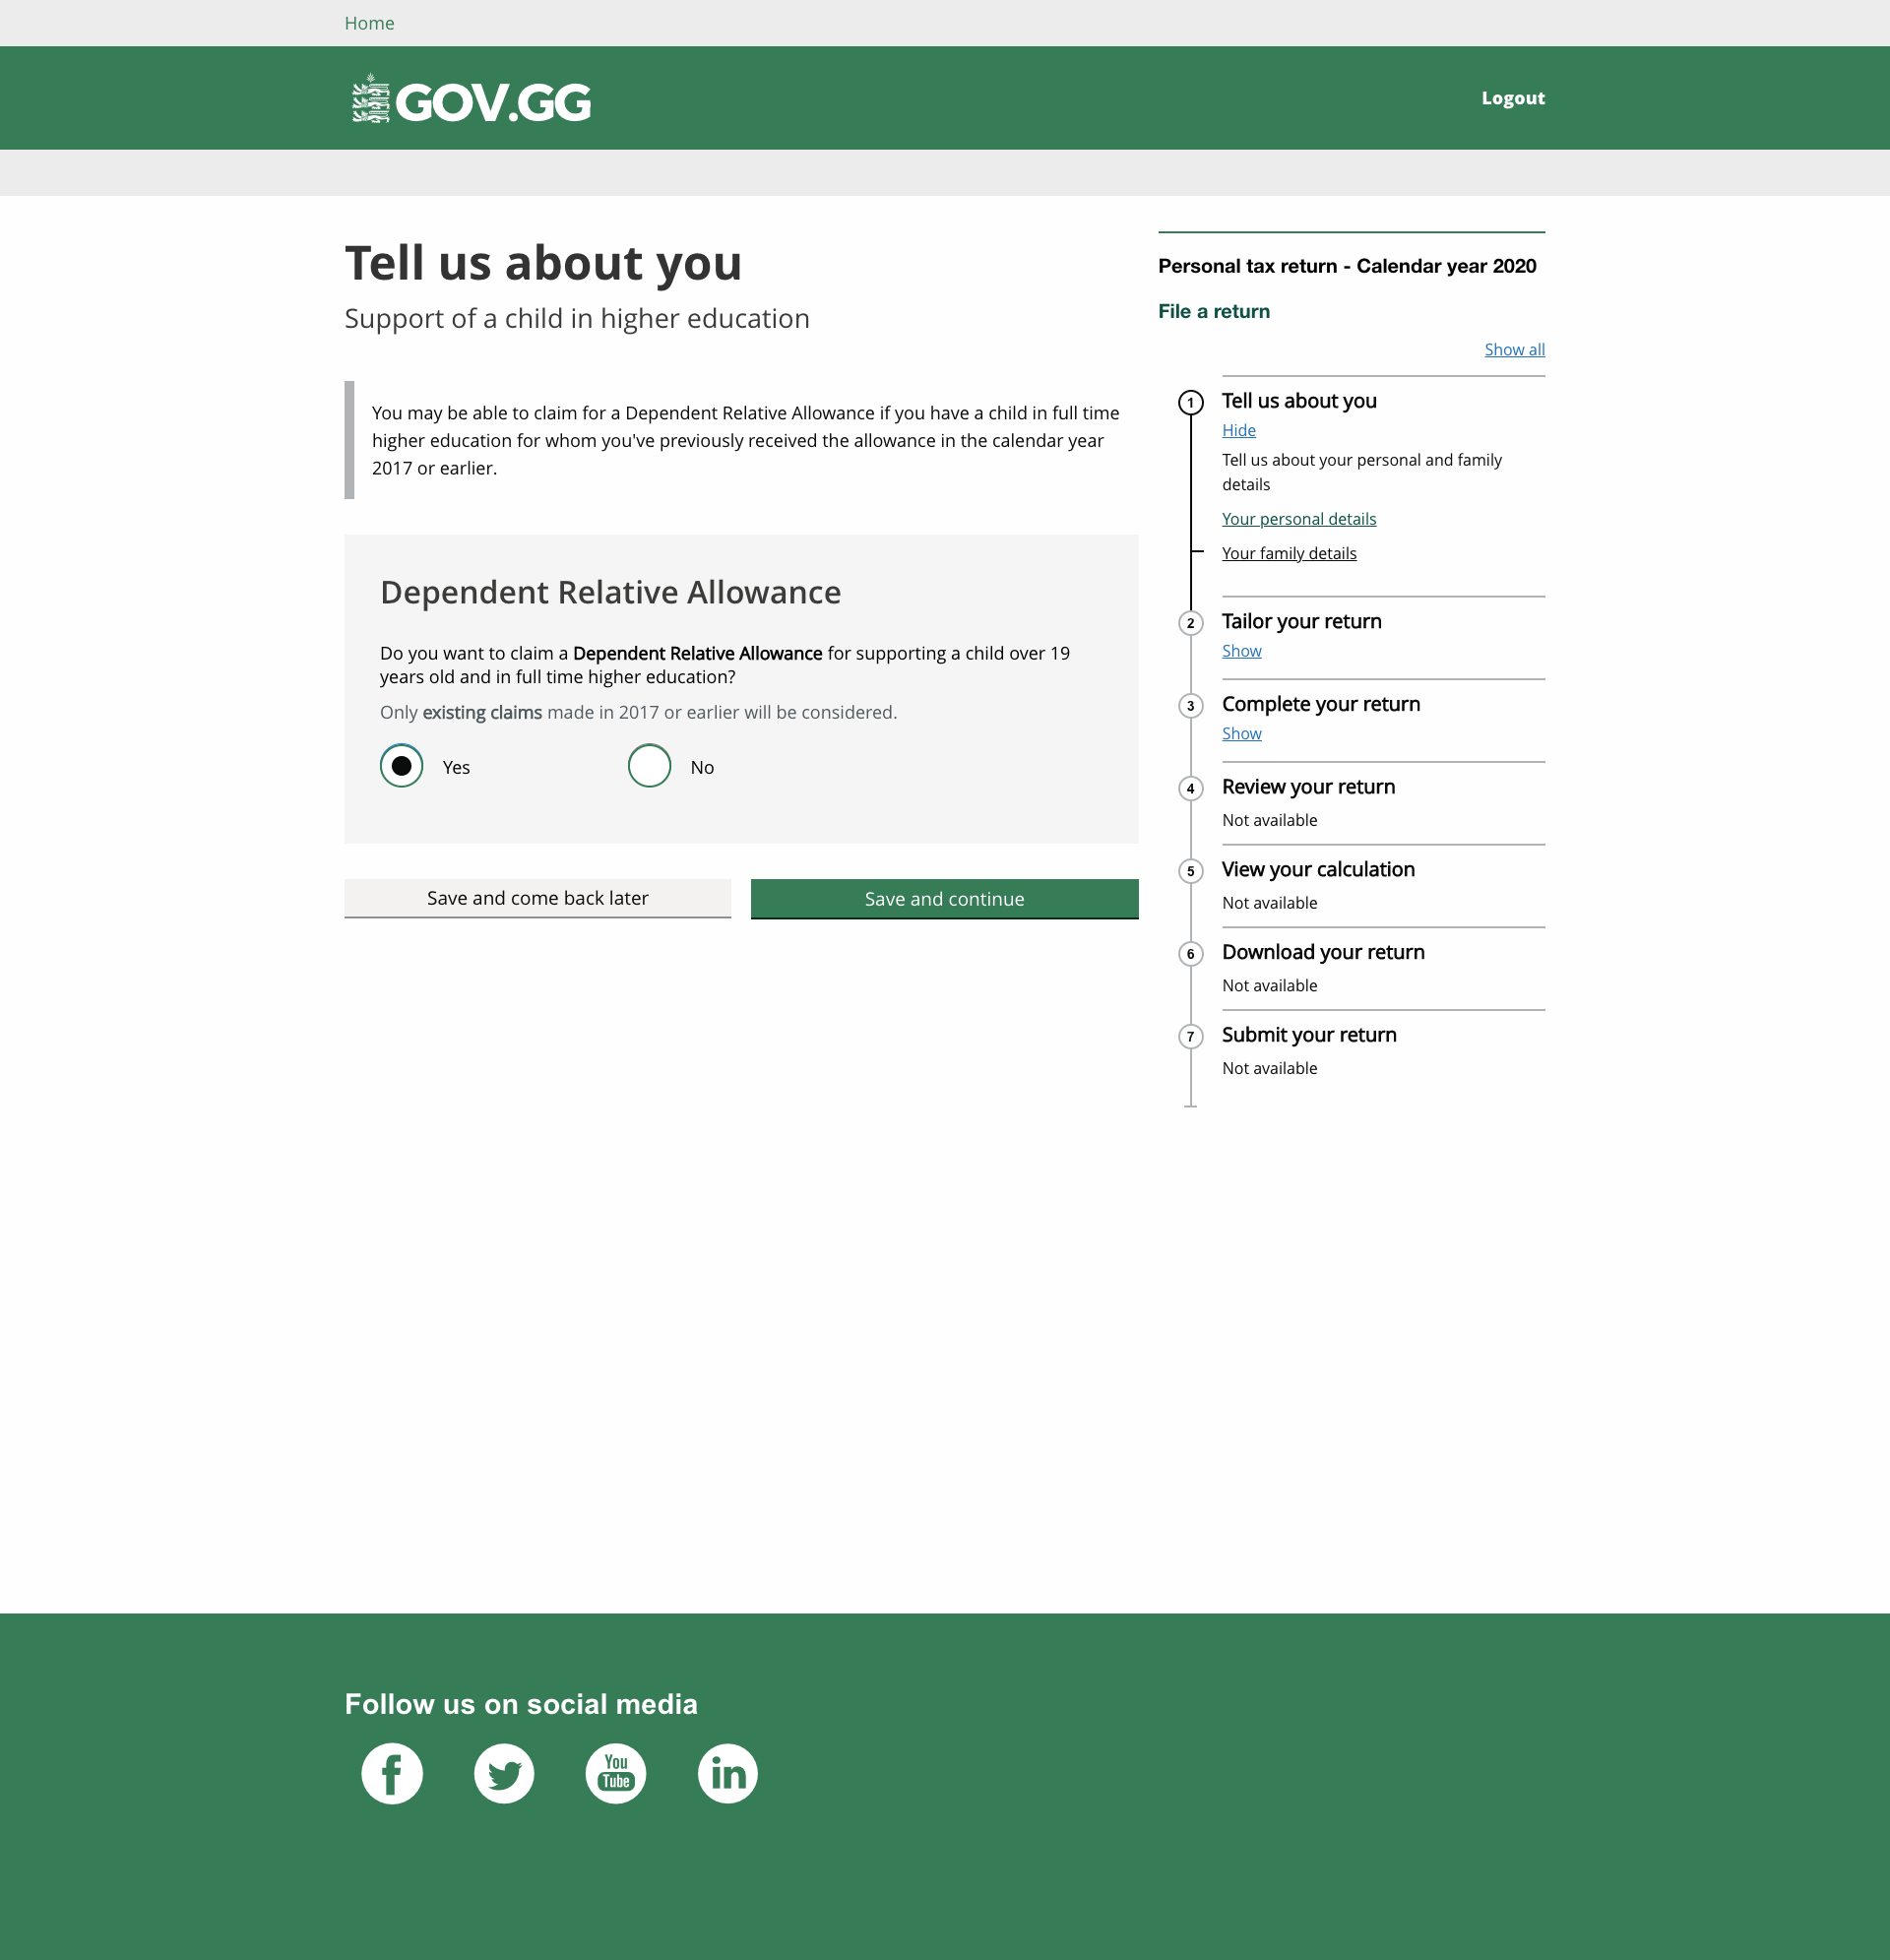 Home
GOV.GG
Logout
Tell us about you
Support of a child in higher education
You may be able to claim for a Dependent Relative Allowance if you have a child in full time
higher education for whom you've previously received the allowance in the calendar year
2017 or earlier.
Dependent Relative Allowance
Do you want to claim a Dependent Relative Allowance for supporting a child over 19
years old and in full time higher education?
Only existing claims made in 2017 or earlier will be considered.
Yes
No
Save and come back later
Save and continue
Personal tax return - Calendar year 2020
File a return
Show all
1
Tell us about you
Hide
Tell us about your personal and family
details
Your personal details
Your family details
2
Tailor your return
Show
3
Complete your return
Show
4
Review your return
Not available
5
View your calculation
Not available
6
Download your return
Not available
7
Submit your return
Not available
Follow us on social media
f
You
Tube
in